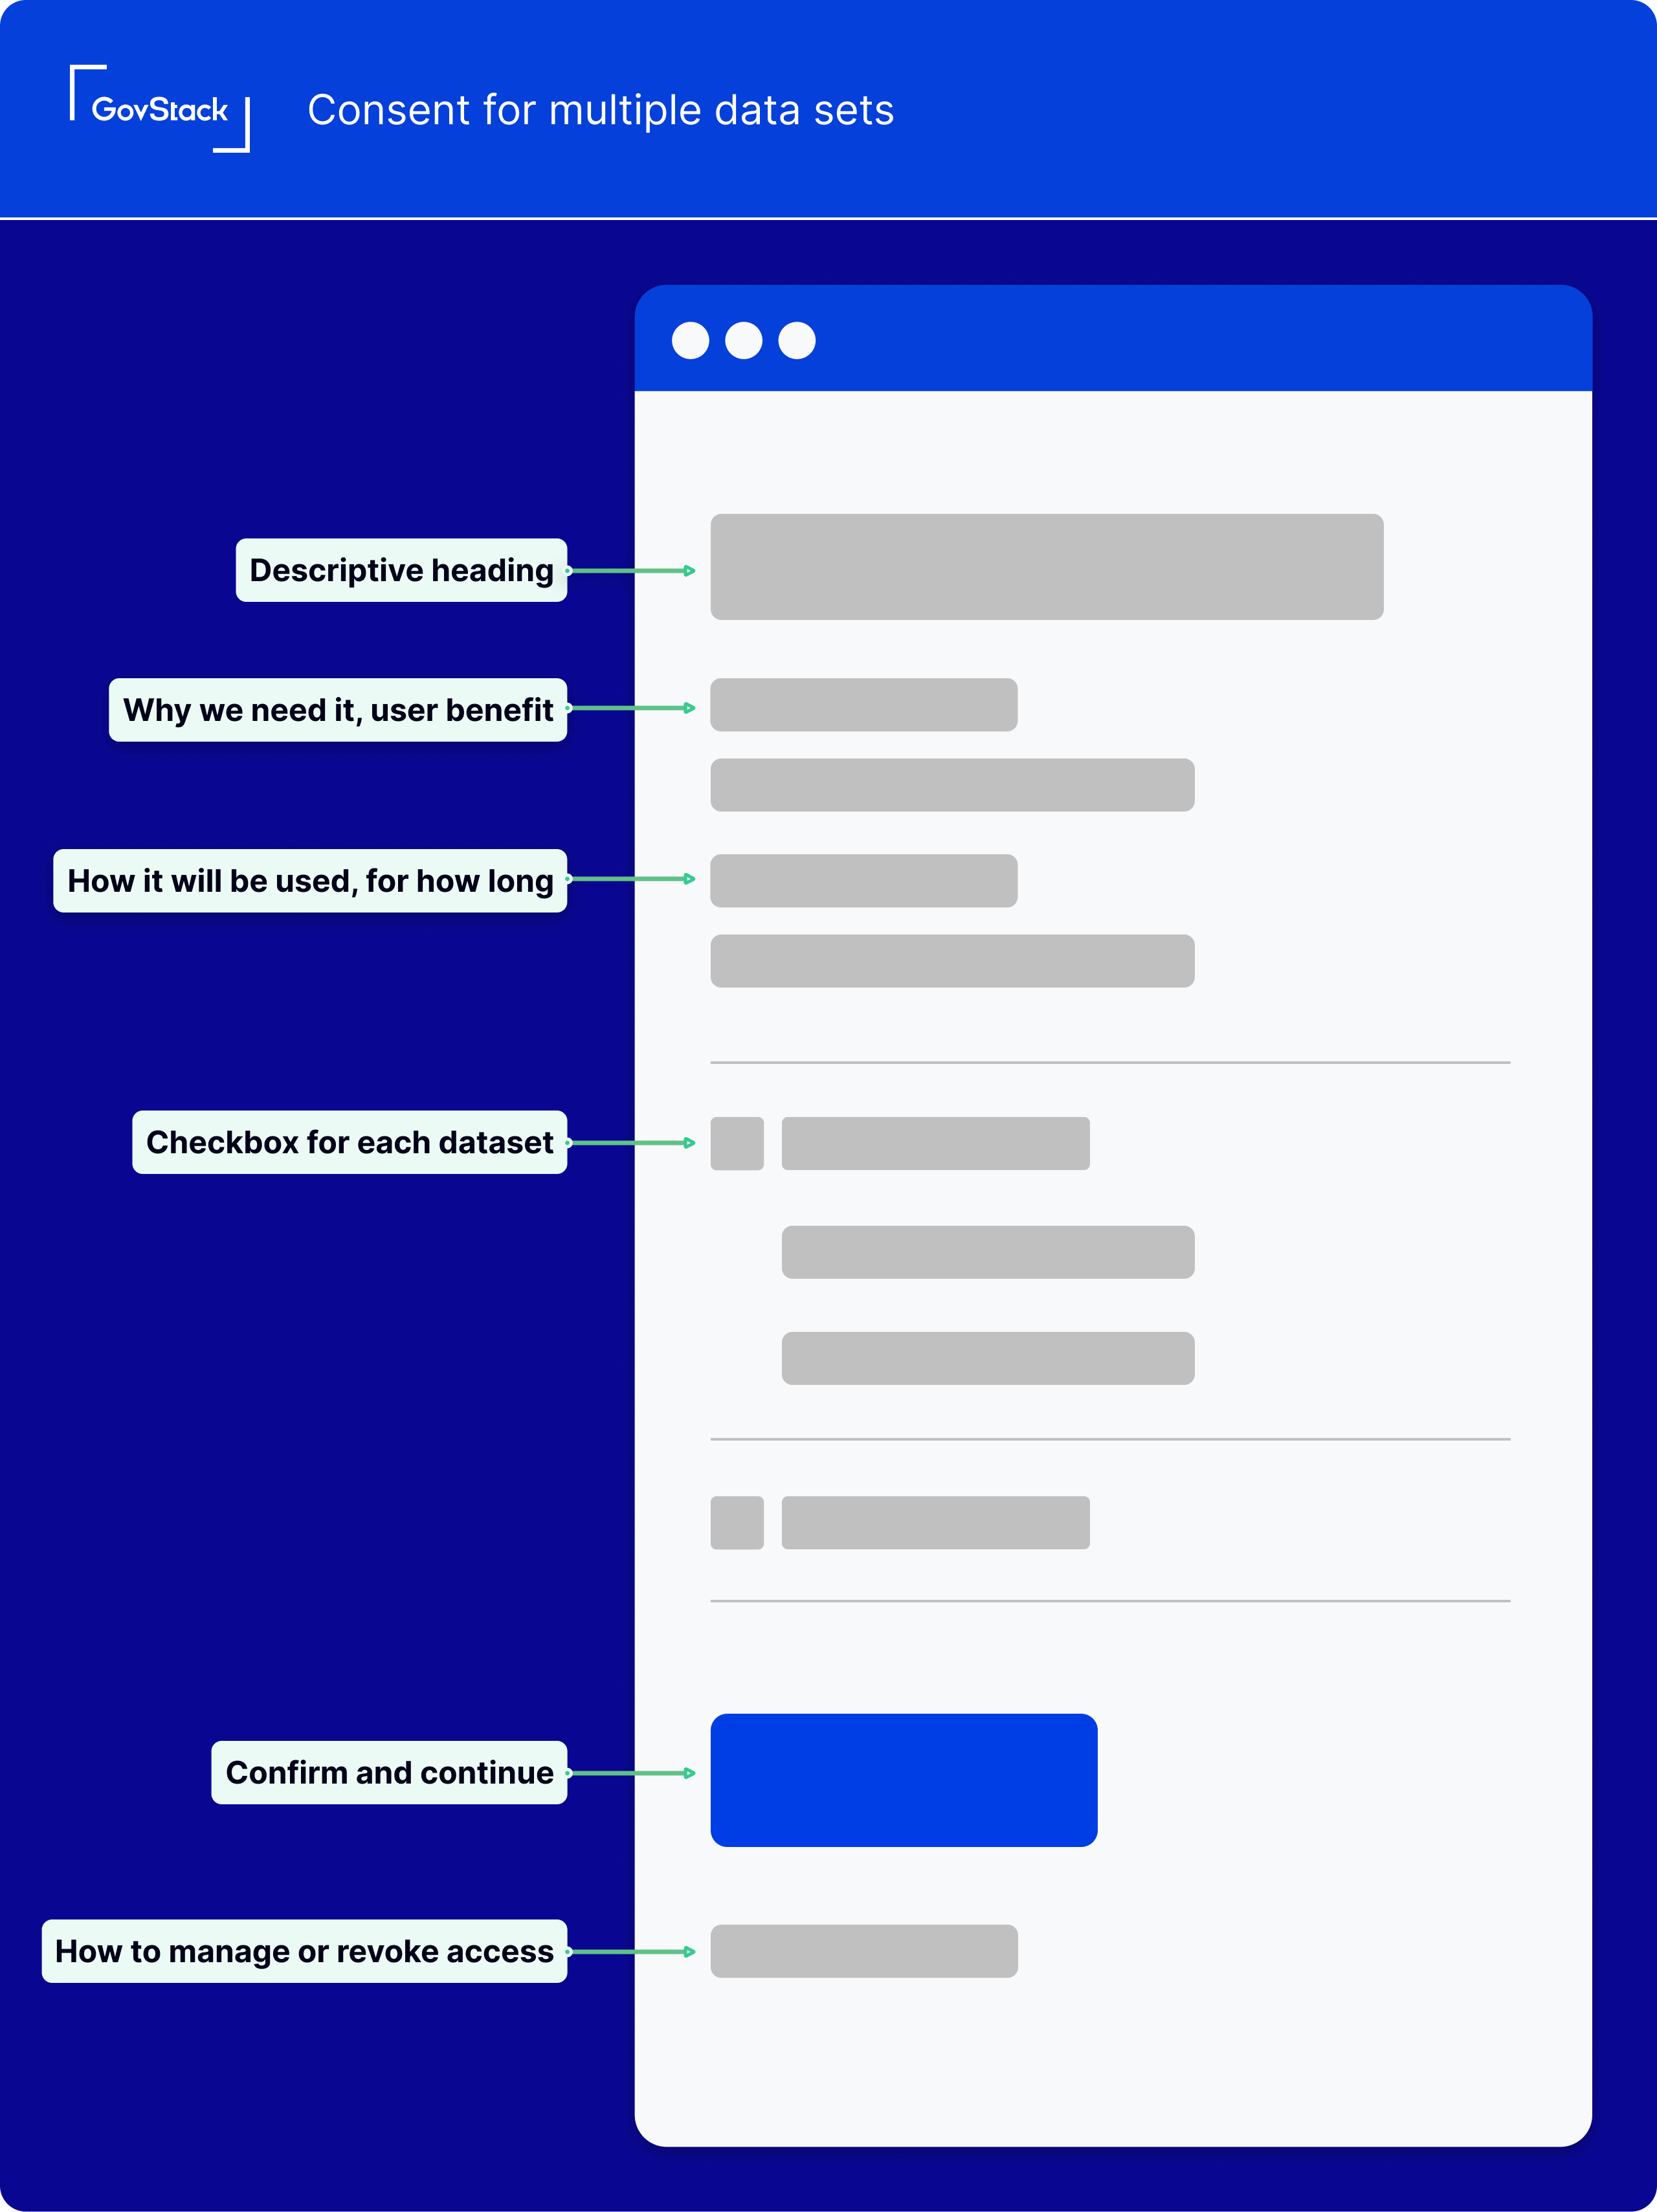 GovStack
Consent for multiple data sets
Descriptive heading
Why we need it, user benefit
How it will be used, for how long
Checkbox for each dataset
Confirm and continue
How to manage or revoke access